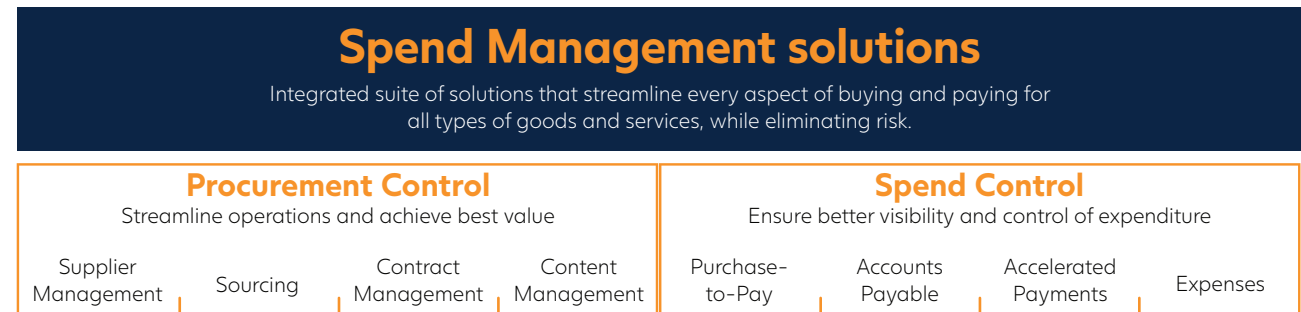 Spend Management solutions
Integrated suite of solutions that streamline every aspect of buying and paying for
all types of goods and services, while eliminating risk.
Procurement Control
Streamline operations and achieve best value
Supplier
Management
Sourcing
Contract
Management
Content
Management
Spend Control
Ensure better visibility and control of expenditure
Purchase-
to-Pay
Accounts
Payable
Accelerated
Payments
Expenses